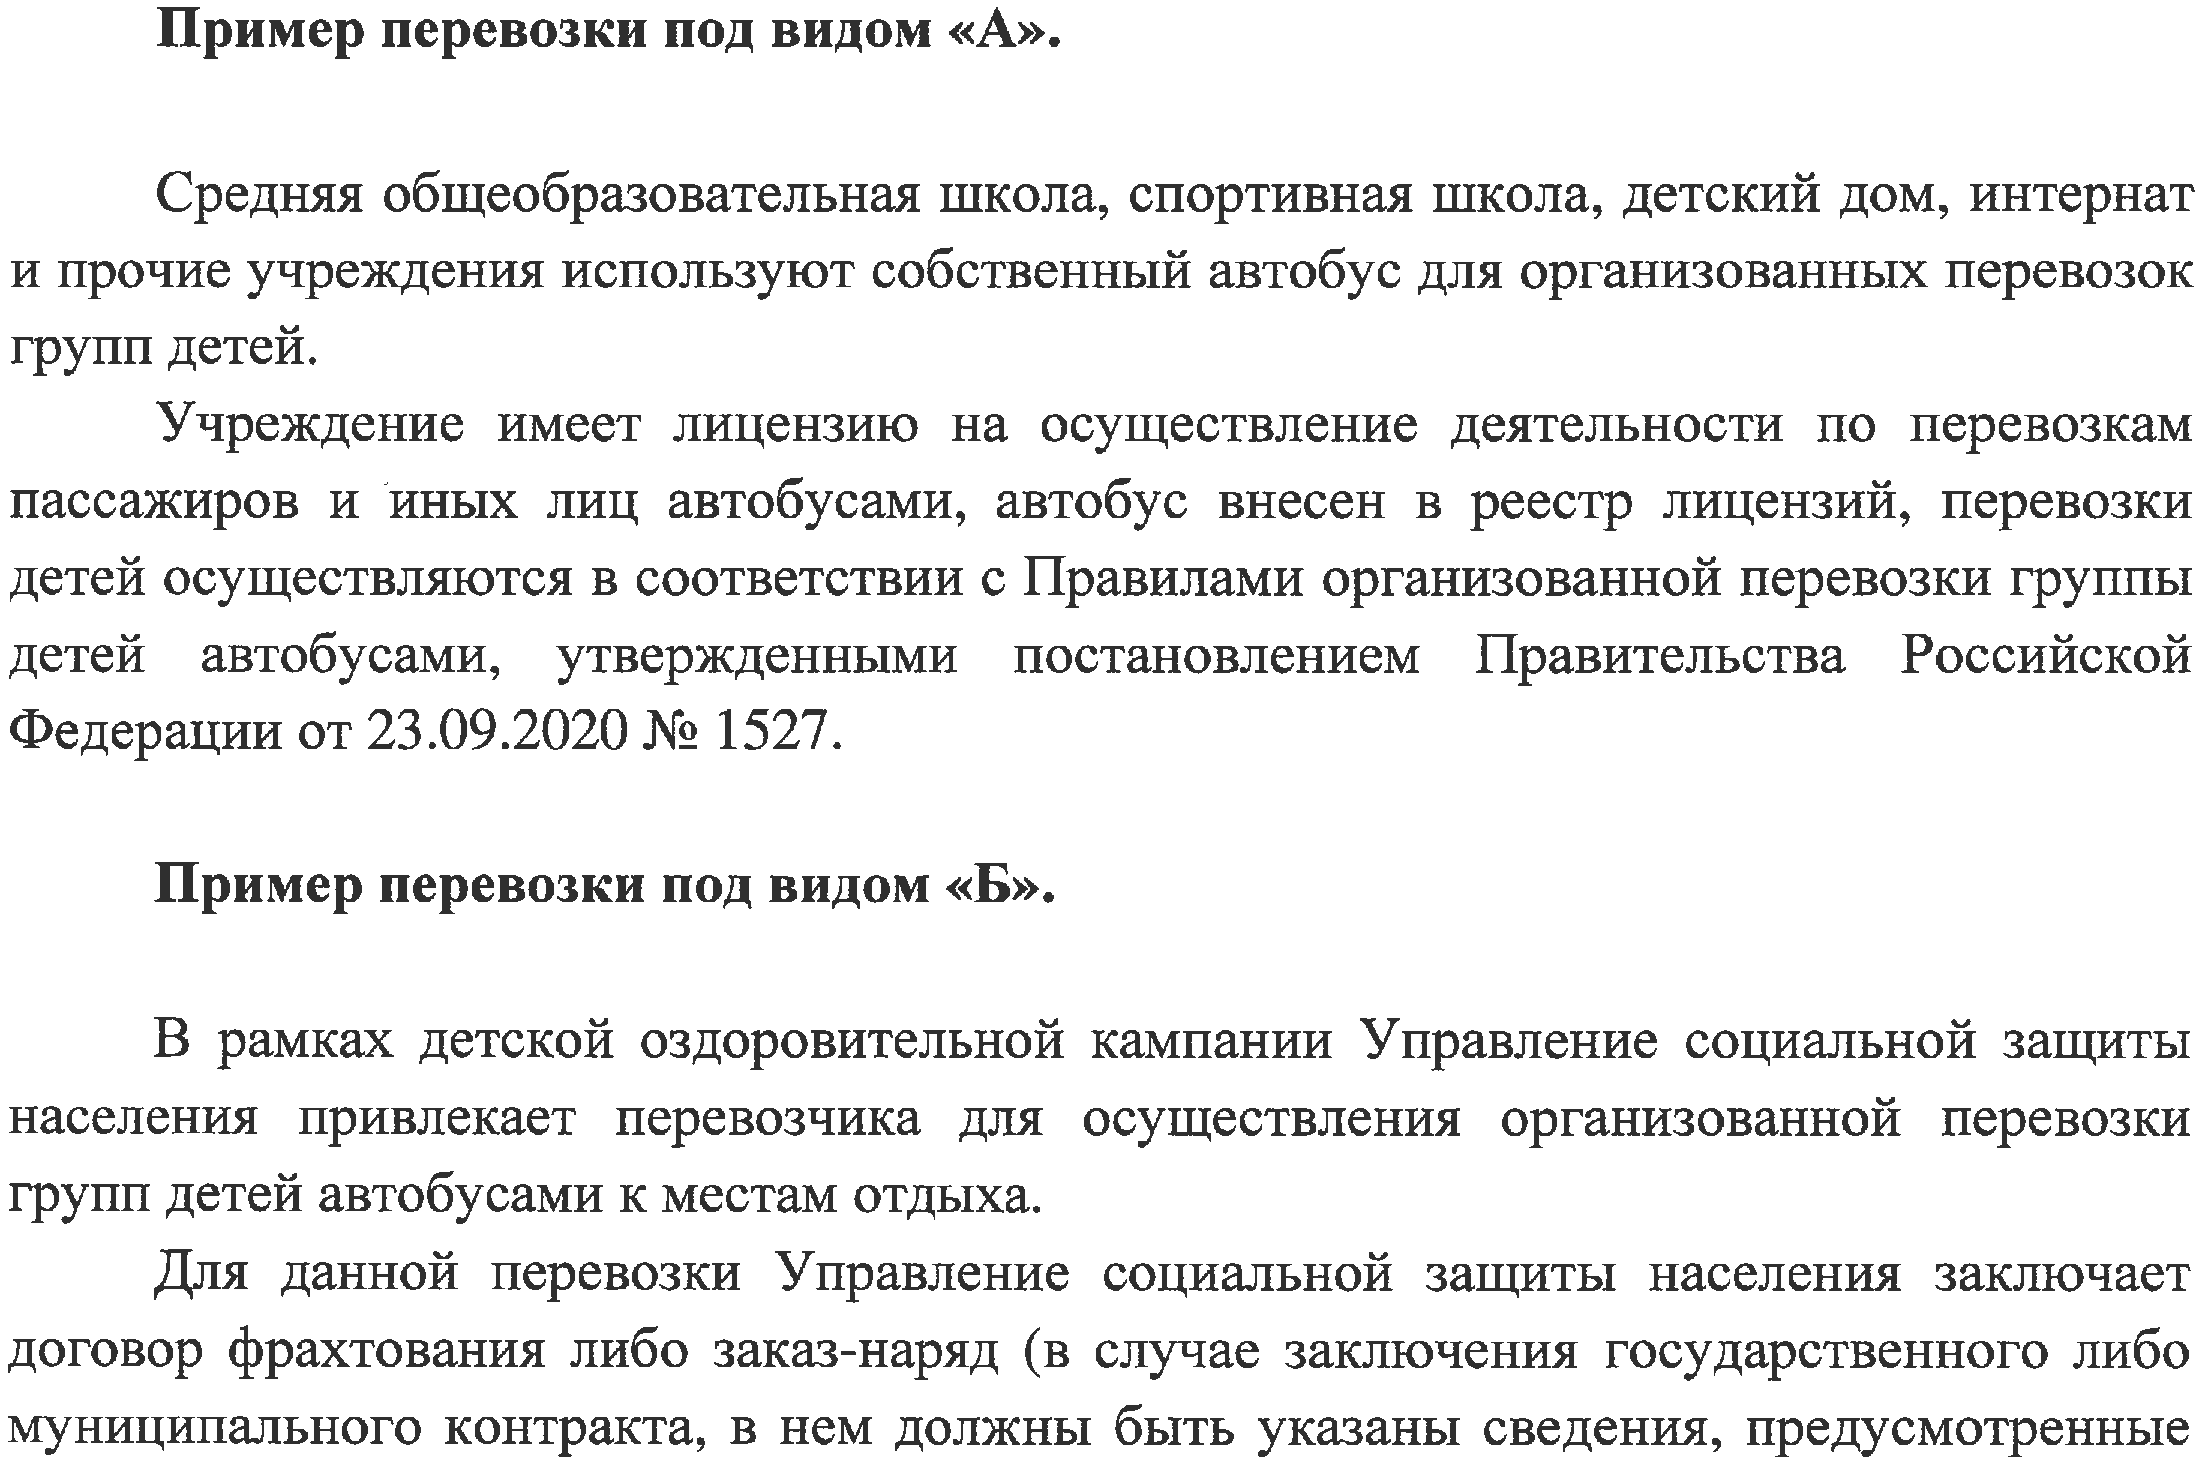 Пример перевозки под видом «А».
Средняя общеобразовательная школа, спортивная школа, детский дом, интернат
и прочие учреждения используют собственный автобус для организованных перевозок
групп детей.
Учреждение имеет лицензию на осуществление деятельности по перевозкам
пассажиров и иных лиц автобусами, автобус внесен в реестр лицензий, перевозки
детей осуществляются в соответствии с Правилами организованной перевозки группы
детей автобусами, утвержденными постановлением Правительства Российской
Федерации от 23.09.2020 № 1527.
Пример перевозки под видом «Б».
В рамках детской оздоровительной кампании Управление социальной защиты
населения привлекает перевозчика для осуществления организованной перевозки
групп детей автобусами к местам отдыха.
Для данной перевозки Управление социальной защиты населения заключает
договор фрахтования либо заказ-наряд (в случае заключения государственного либо
муниципального контракта, в нем должны быть указаны сведения, предусмотренные